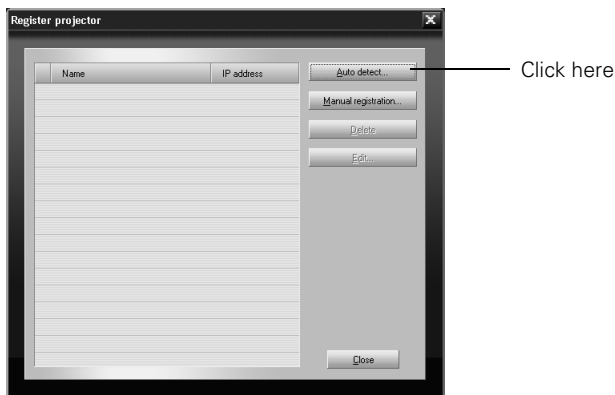 Register projector
Name IP address
Auto detect...
Click here
Manual registration...
Delete
Edit...
Close